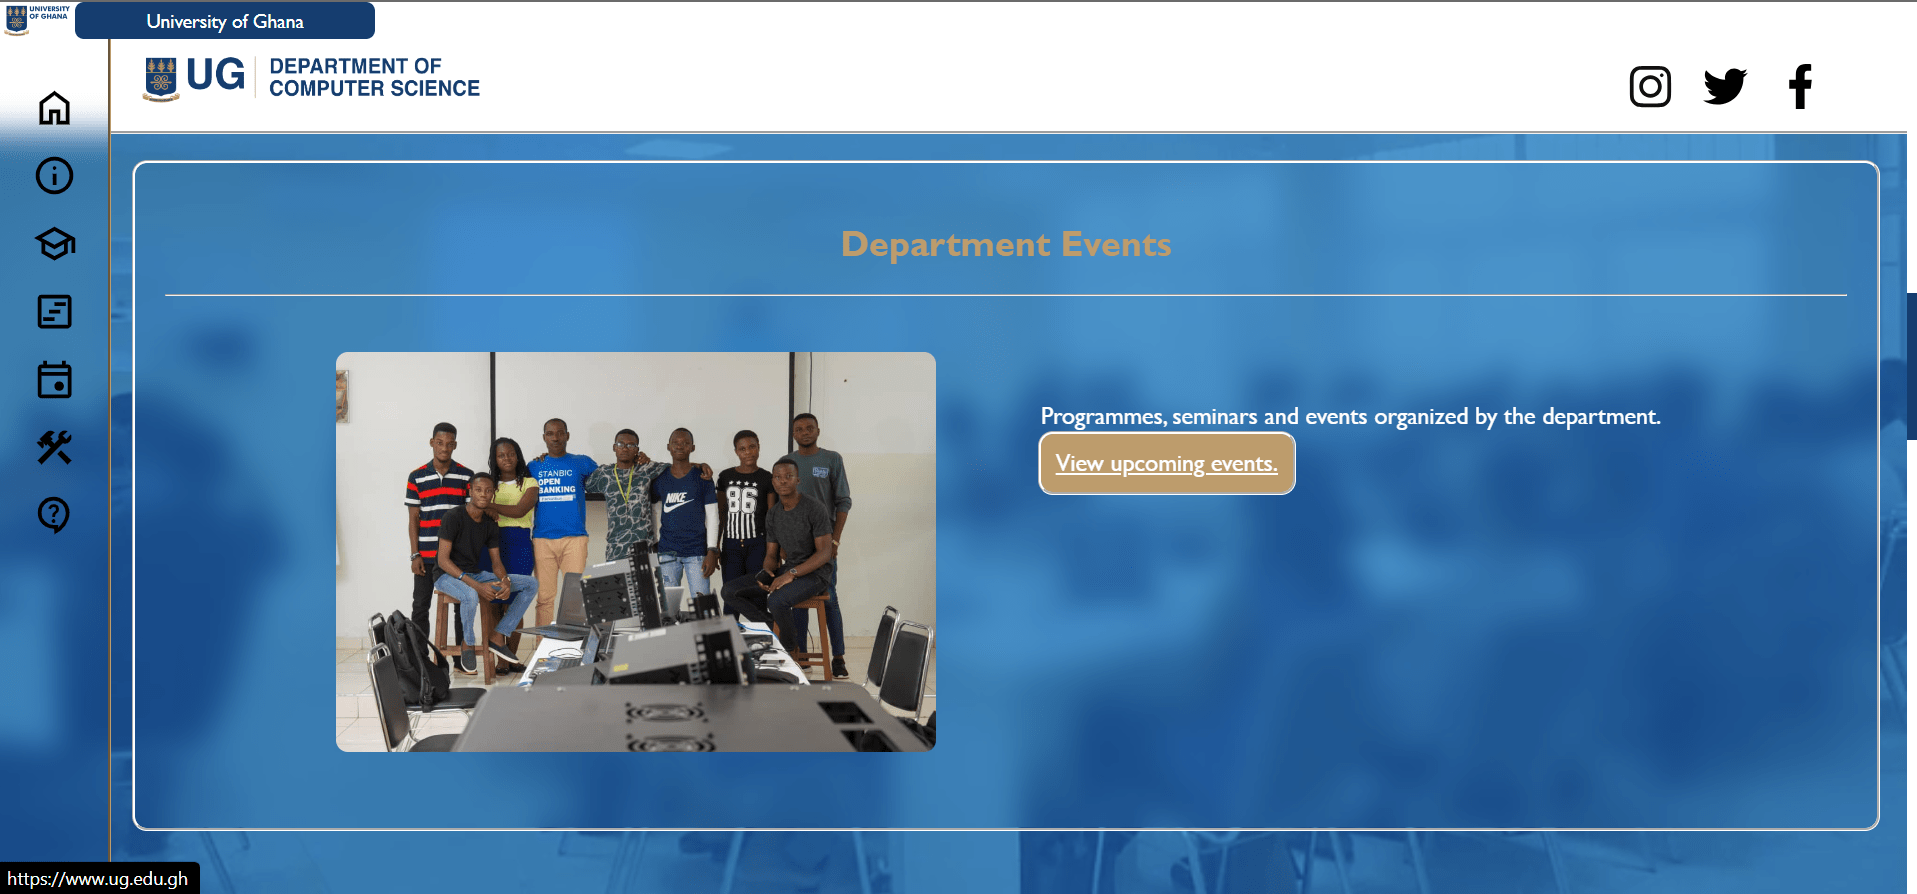 UNIVERSITY
OF GHANA
University of Ghana
UG
DEPARTMENT OF
COMPUTER SCIENCE
Department Events
Programmes, seminars and events organized by the department.
View upcoming events.
STANBIC
OPEN
BANKING
NIKE
86
https://www.ug.edu.gh